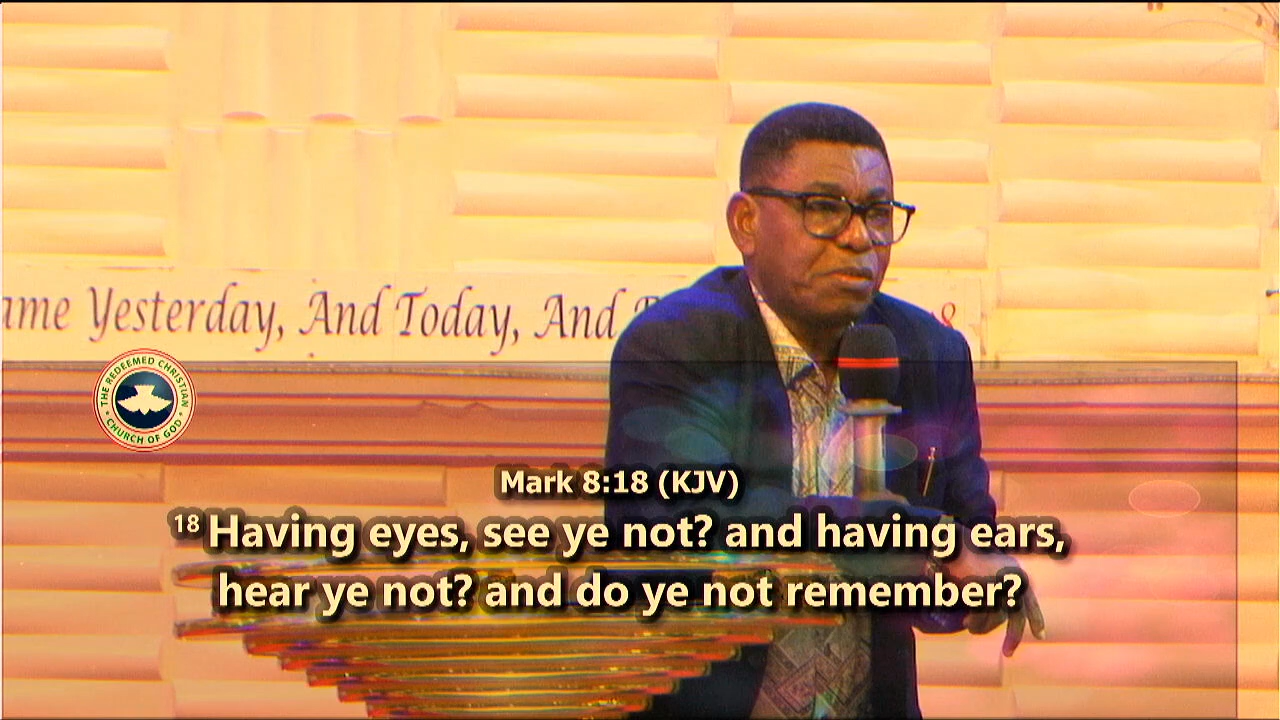 ame Yesterday, And Today, And
8
THE REDEEMED CHRISTIAN
CHURCH OF GOD
Mark 8:18 (KJV)
18 Having eyes, see ye not? and having ears,
hear ye not? and do ye not remember?